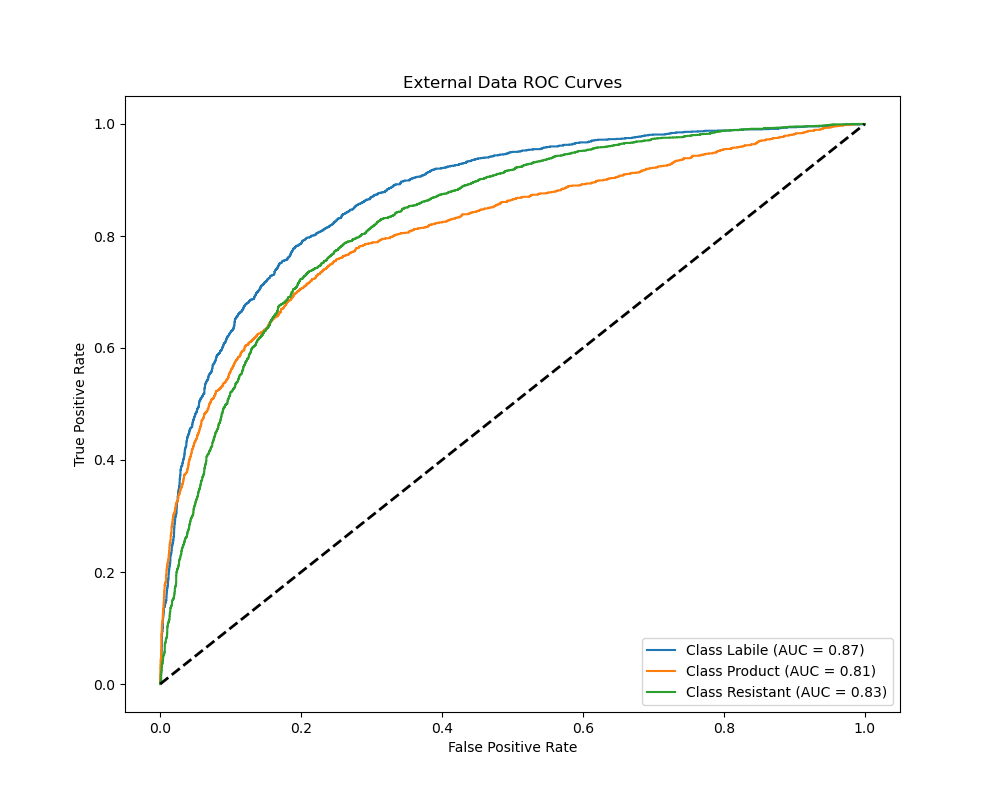 External Data ROC Curves
True Positive Rate
1.0
0.8
0.6
0.4
0.2
0.0
0.0 0.2 0.4 0.6 0.8 1.0
False Positive Rate
Class Labile (AUC = 0.87)
Class Product (AUC = 0.81)
Class Resistant (AUC = 0.83)